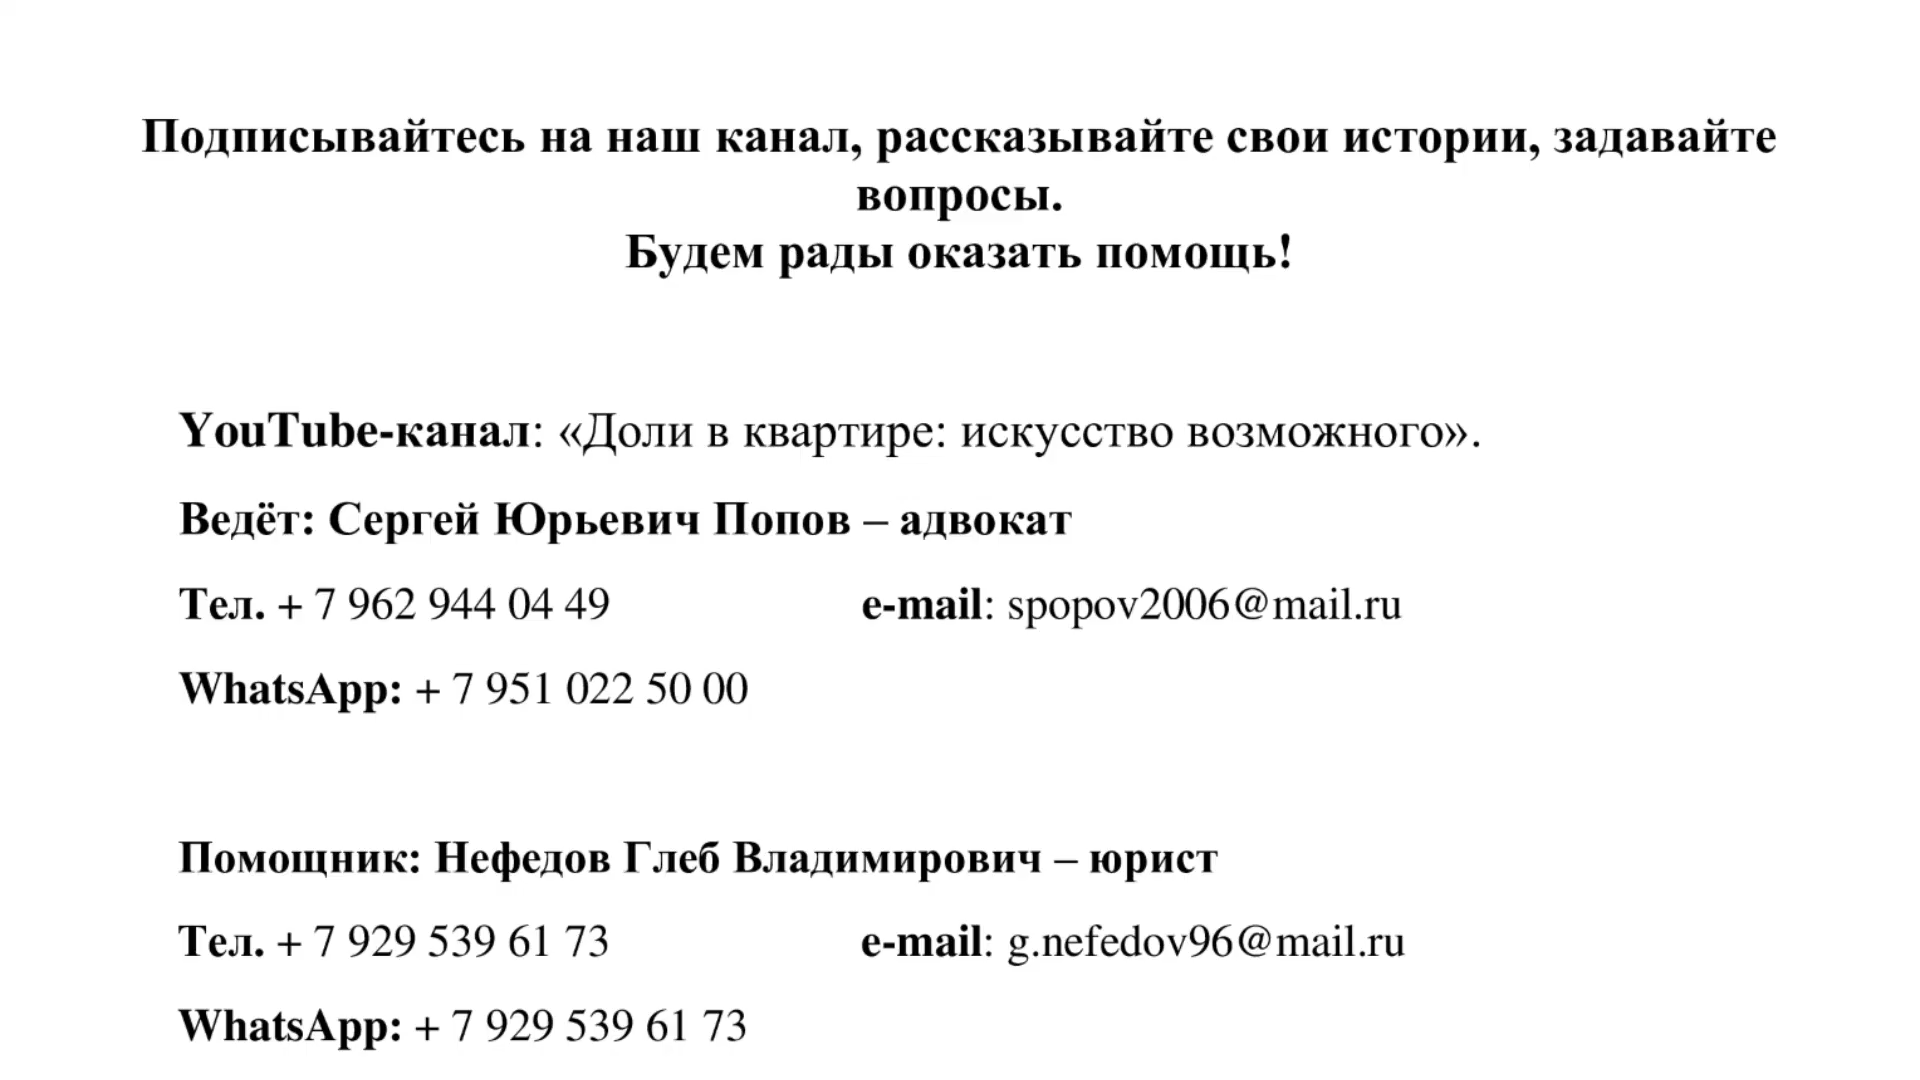 Подписывайтесь на наш канал, рассказывайте свои истории, задавайте
вопросы.
Будем рады оказать помощь!
YouTube-канал: «Доли в квартире: искусство возможного».
Ведёт: Сергей Юрьевич Попов – адвокат
Тел. + 7 962 944 04 49 e-mail: spopov2006@mail.ru
WhatsApp: + 7 951 022 50 00
Помощник: Нефедов Глеб Владимирович – юрист
Тел. + 7 929 539 61 73 e-mail: g.nefedov96@mail.ru
WhatsApp: + 7 929 539 61 73